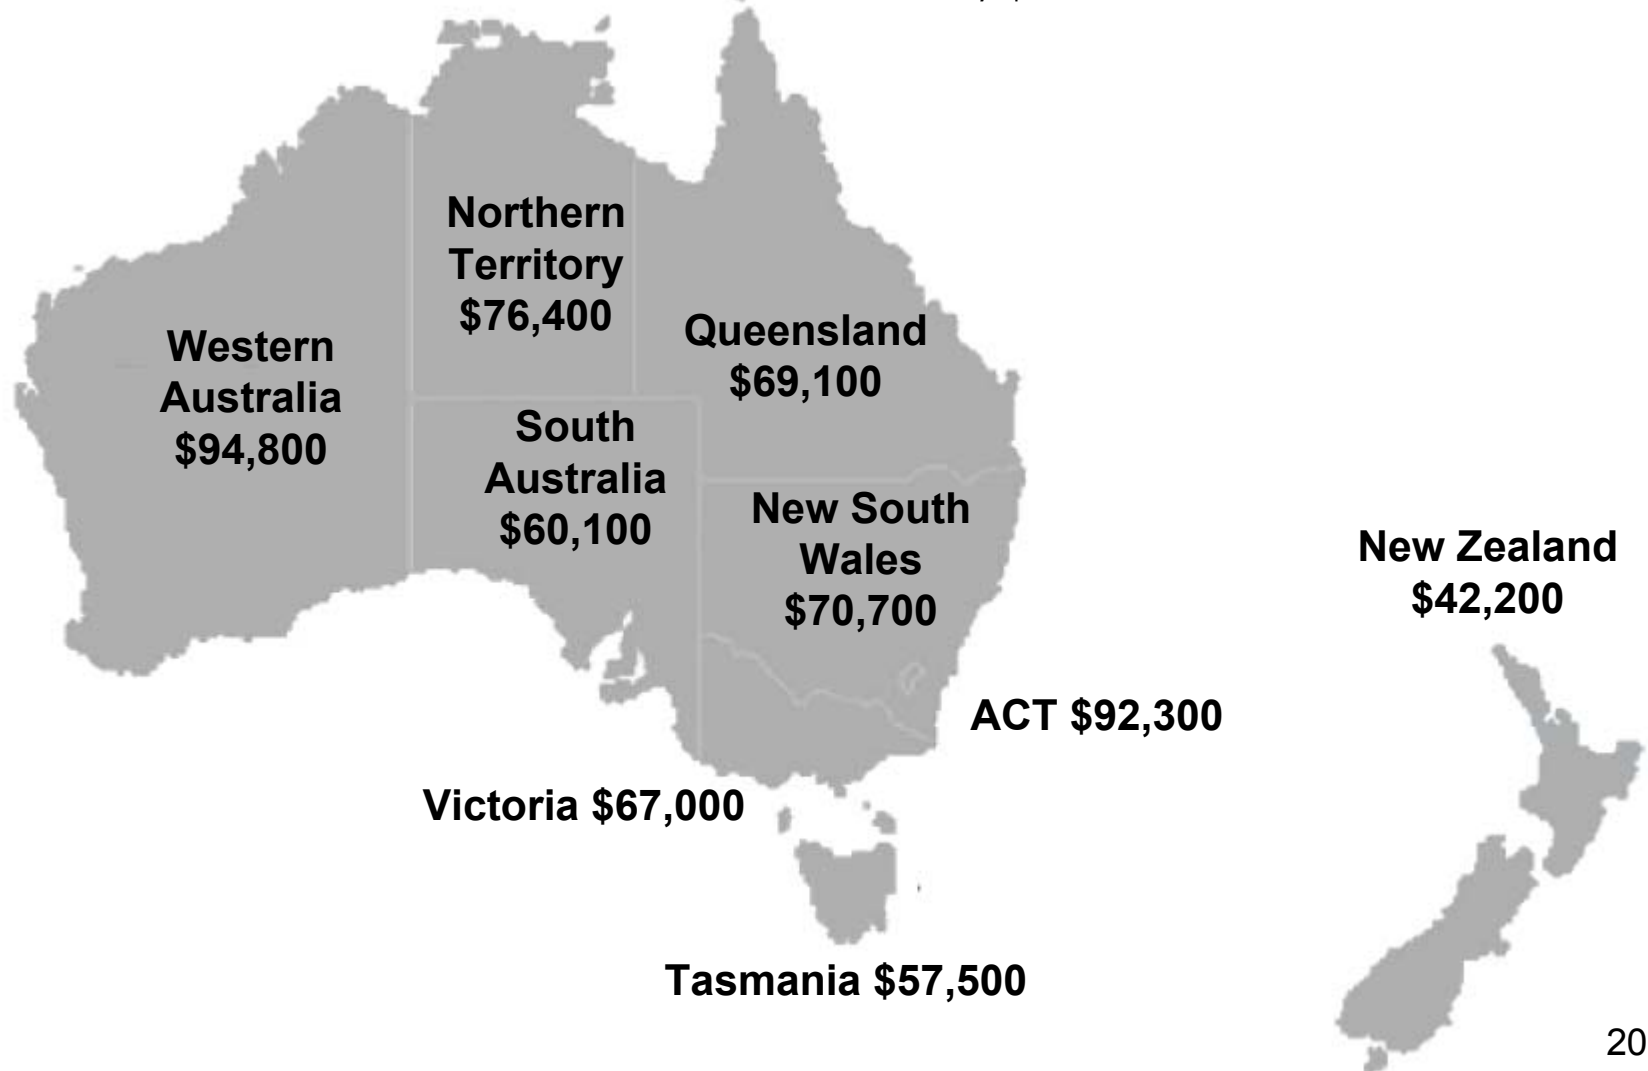 Northern
Territory
$76,400
Queensland
$69,100
Western
Australia
$94,800
South
Australia
$60,100
New South
Wales
$70,700
New Zealand
$42,200
ACT $92,300
Victoria $67,000
Tasmania $57,500
20